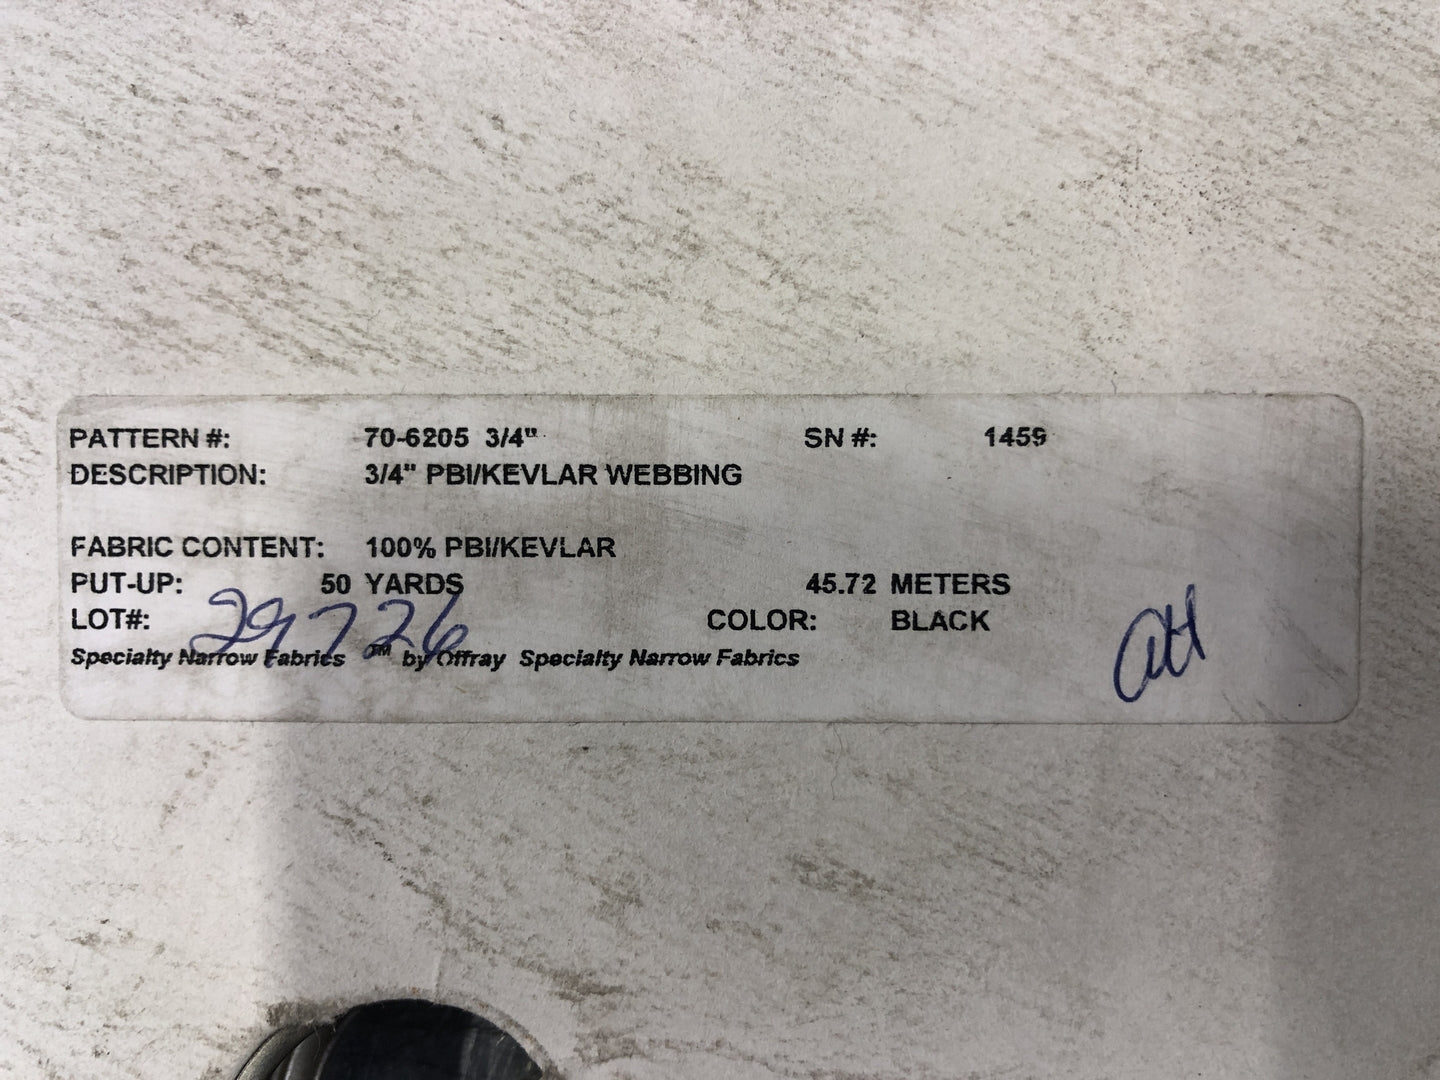 PATTERN #: 70-6205 3/4" SN #: 1459
DESCRIPTION: 3/4" PBI/KEVLAR WEBBING
FABRIC CONTENT: 100% PBI/KEVLAR
PUT-UP: 50 YARDS 45.72 METERS
LOT#: 29726 COLOR: BLACK
Specialty Narrow Fabrics ™ by Offray Specialty Narrow Fabrics